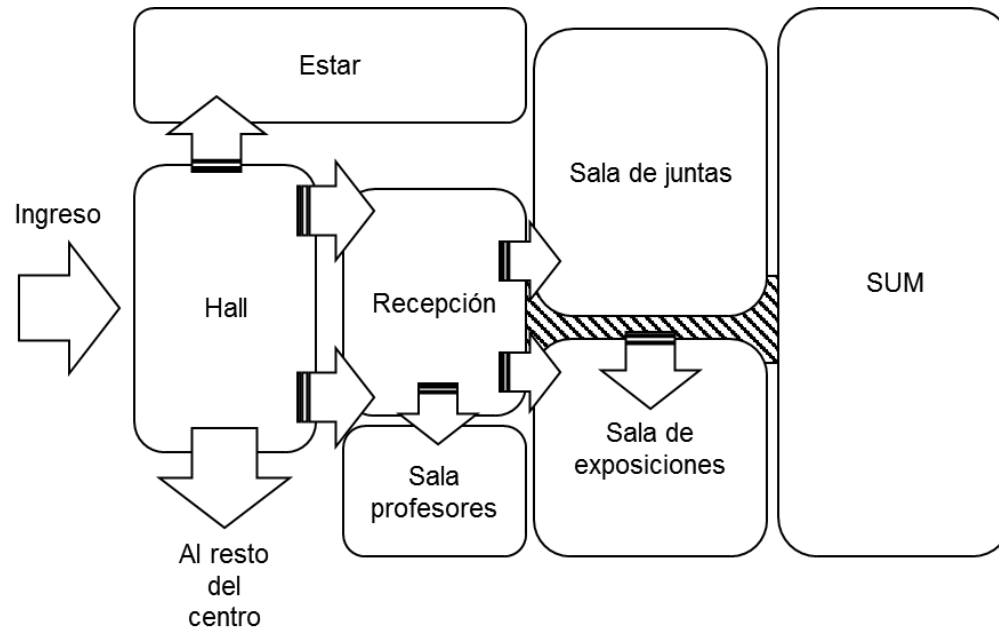 Estar
Sala de juntas
Ingreso
SUM
Hall
Recepción
Sala de
exposiciones
Sala
profesores
Al resto
del
centro